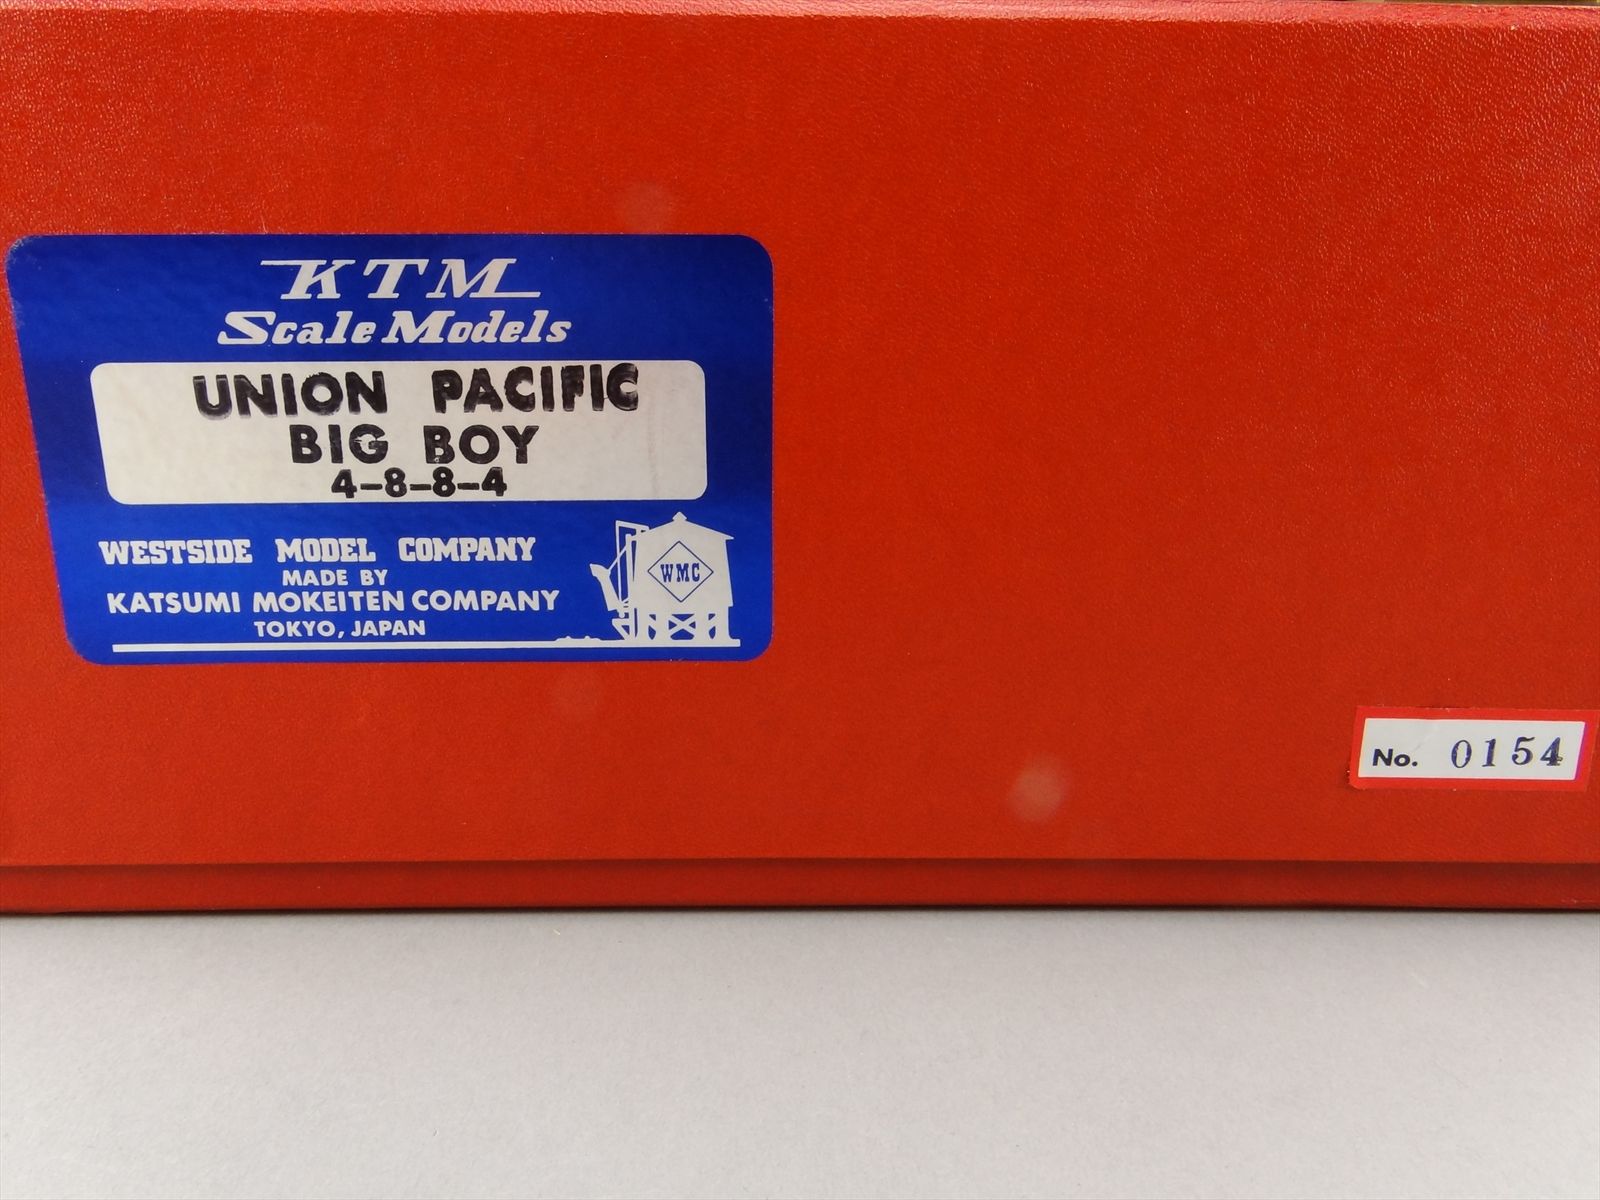 KTM
Scale Models
UNION PACIFIC
BIG BOY
4-8-8-4
WESTSIDE MODEL COMPANY
MADE BY
KATSUMI MOKEITEN COMPANY
TOKYO, JAPAN
WMC
No. 0154